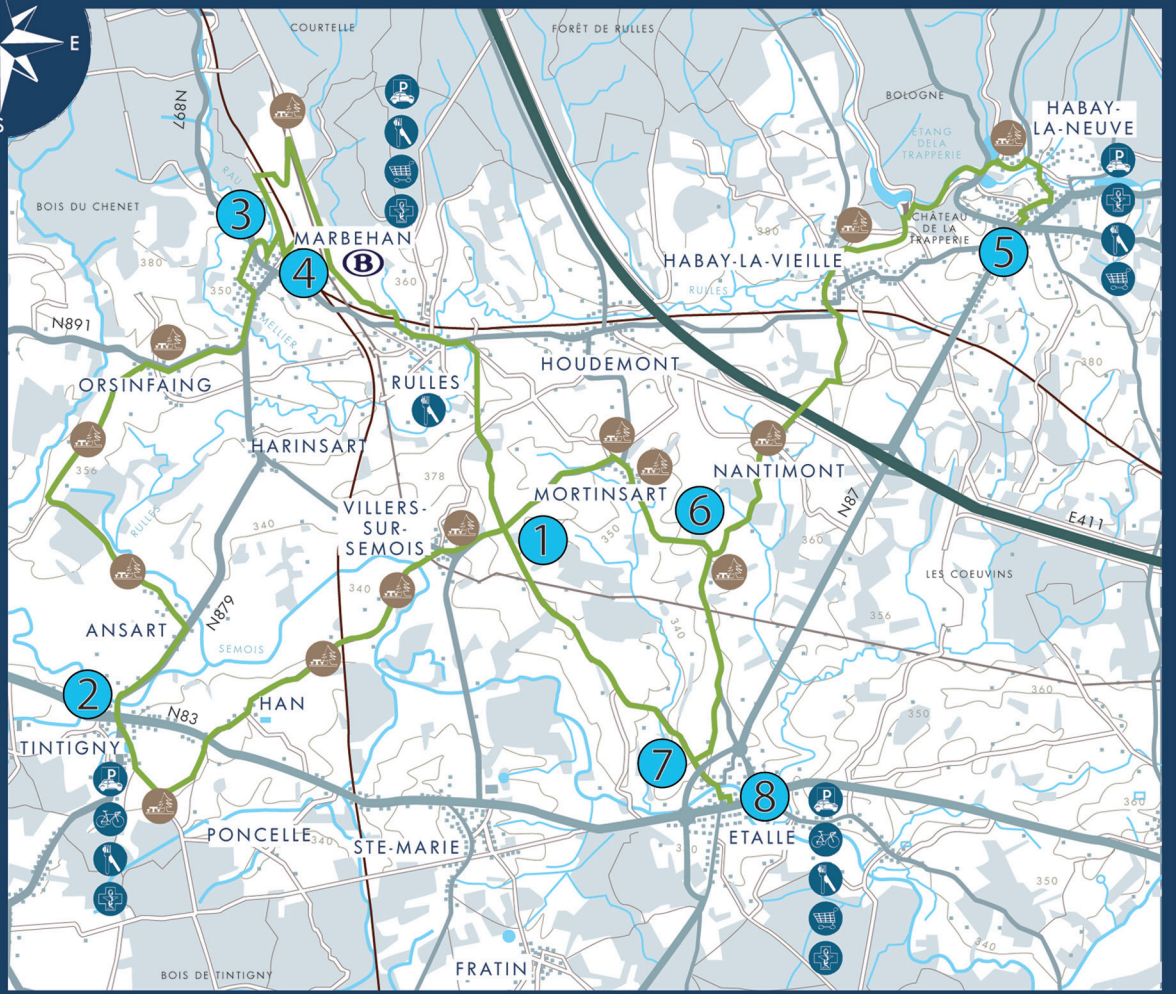 E
S
COURTELLE
FORÊT DE RULLES
N897
BOLOGNE
HABAY-
LA-NEUVE
P
ETANG
DELA
TRAPPERIE
P
RAU
BOIS DU CHENET
3
MARBEHAN
B
4
CHÂTEAU
DE LA
TRAPPERIE
5
380
350
360
380
HABAY-LA-VIEILLE
RULLES
MELLIER
N891
ORSINFAING
RULLES
HOUDEMONT
380
HARINSART
356
378
NANTIMONT
MORTINSART
VILLERS-
SUR-
SEMOIS
6
1
350
N87
E411
RULLES
340
360
340
LES COEUVINS
ANSART
N879
SEMOIS
340
356
2
HAN
N83
TINTIGNY
P
360
350
360
7
8
P
ETALLE
PONCELLE
340
STE-MARIE
360
350
340
FRATIN
BOIS DE TINTIGNY